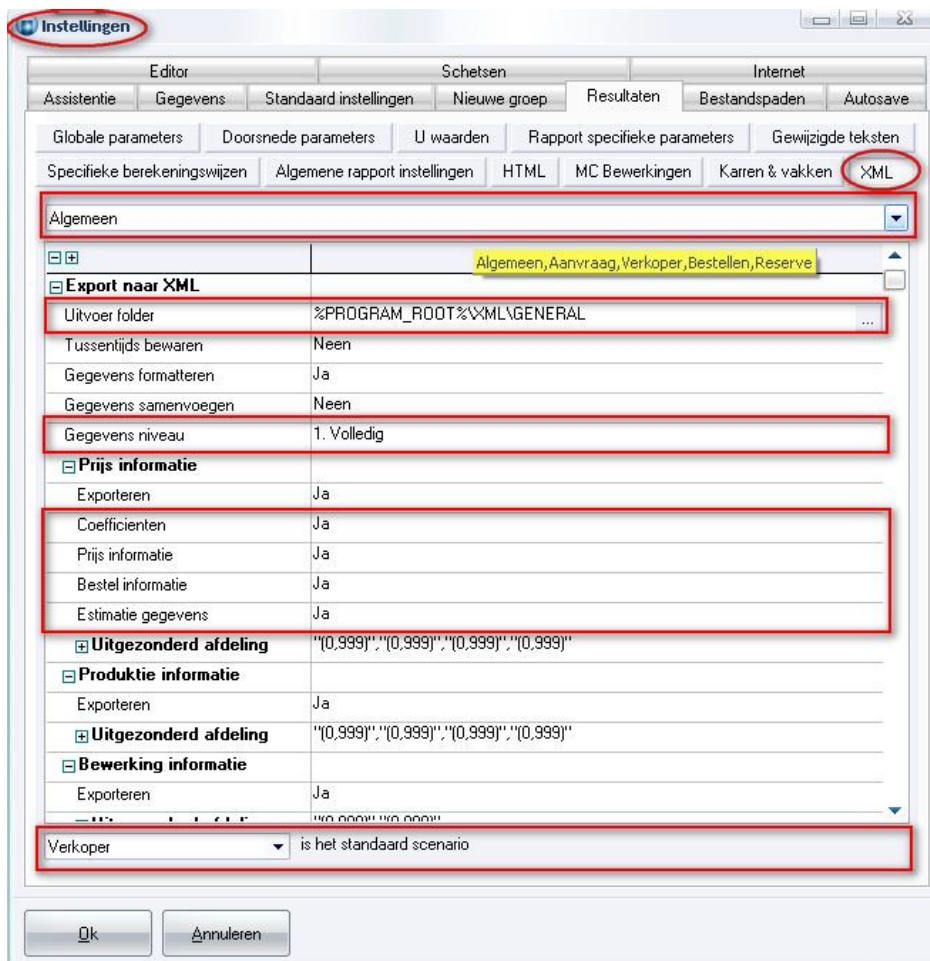 Instellingen
Editor Schetsen Internet
Assistentie Gegevens Standaard instellingen Nieuwe groep Resultaten Bestandspaden Autosave
Globale parameters Doorsnede parameters U waarden Rapport specifieke parameters Gewijzigde teksten
Specifieke berekeningswijzen Algemene rapport instellingen HTML MC Bewerkingen Karren & vakken XML
Algemeen
Algemeen,Aanvraag,Verkoper,Bestellen,Reserve
Export naar XML
Uitvoer folder %PROGRAM_ROOT%\XML\GENERAL ...
Tussentijds bewaren Neen
Gegevens formatteren Ja
Gegevens samenvoegen Neen
Gegevens niveau 1. Volledig
Prijs informatie
Exporteren Ja
Coefficienten Ja
Prijs informatie Ja
Bestel informatie Ja
Estimatie gegevens Ja
Uitgezonderd afdeling "(0,999)","(0,999)","(0,999)","(0,999)"
Produktie informatie
Exporteren Ja
Uitgezonderd afdeling "(0,999)","(0,999)","(0,999)","(0,999)"
Bewerking informatie
Exporteren Ja
Verkoper is het standaard scenario
Ok Annuleren